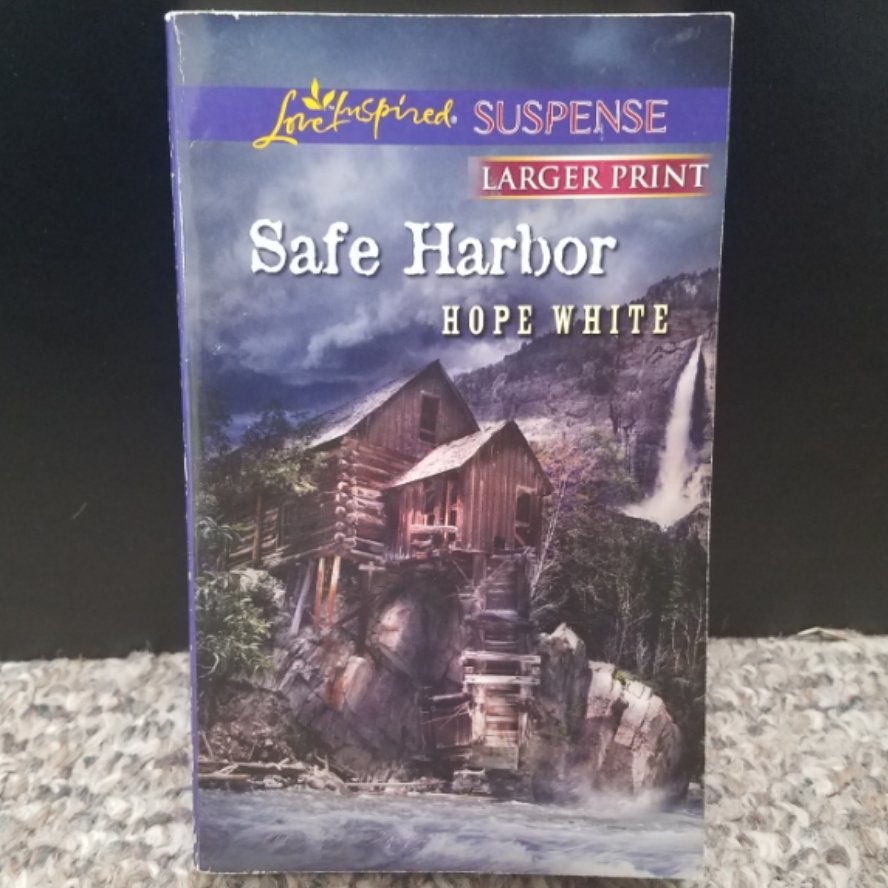 Love Inspired® SUSPENSE
LARGER PRINT
Safe Harbor
HOPE WHITE